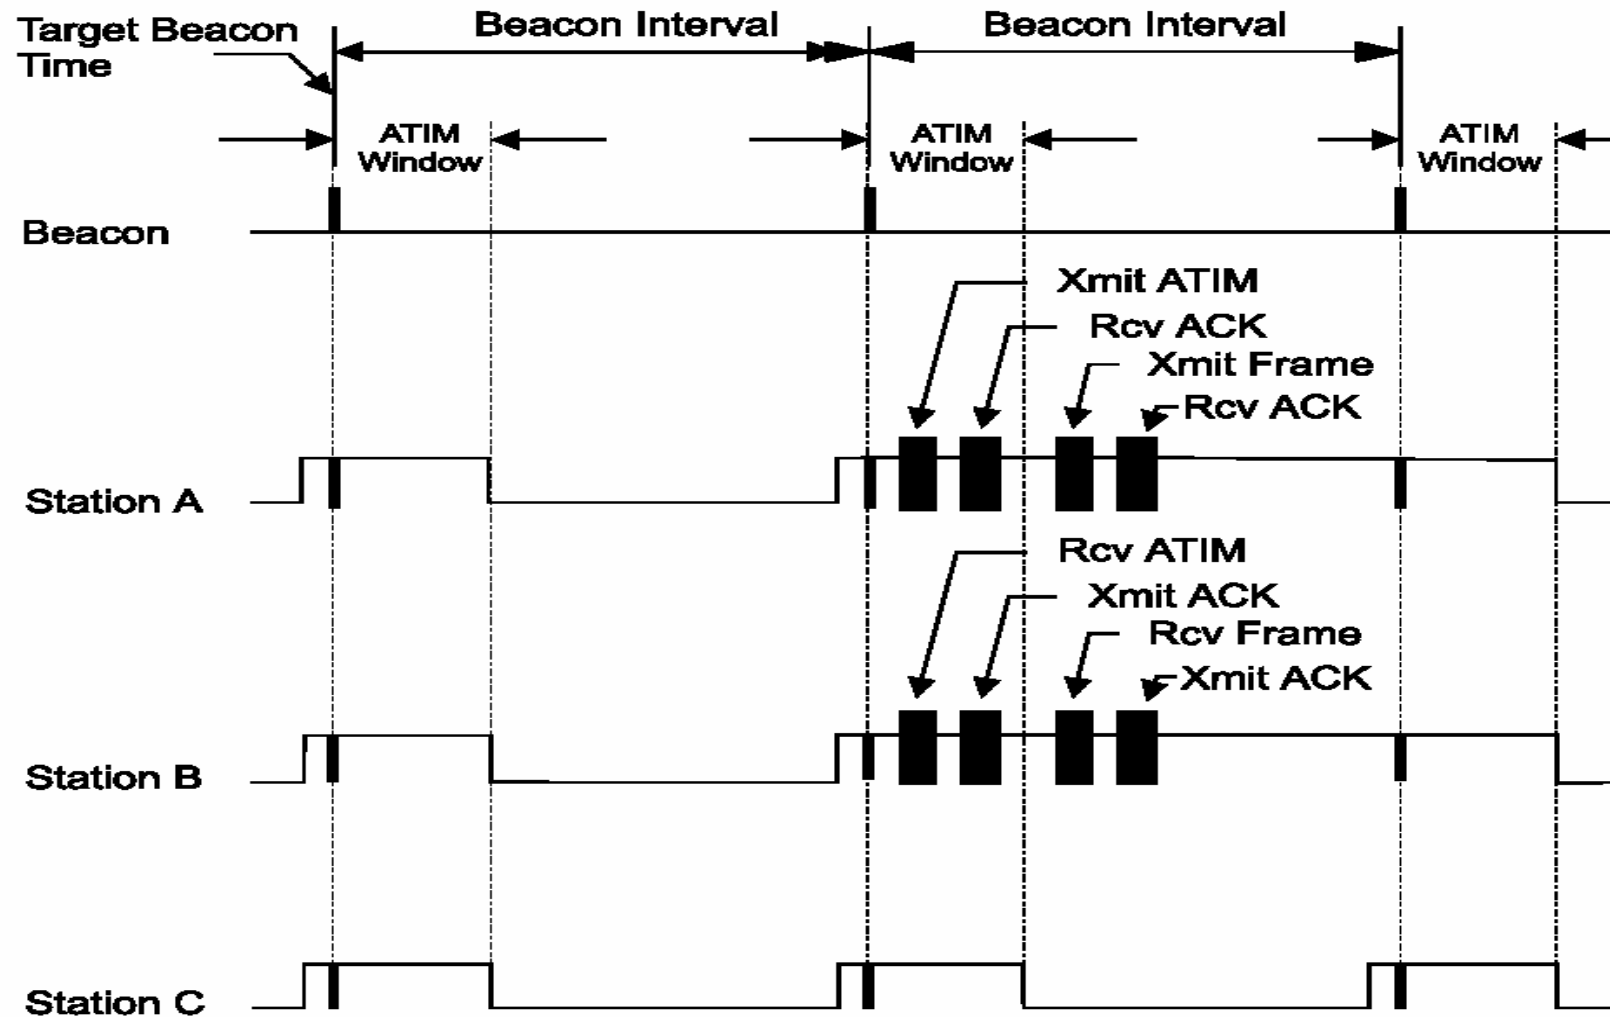 Target Beacon
Time
Beacon Interval
Beacon Interval
ATIM
Window
ATIM
Window
ATIM
Window
Beacon
Xmit ATIM
Rcv ACK
Xmit Frame
Rcv ACK
Station A
Rcv ATIM
Xmit ACK
Rcv Frame
Xmit ACK
Station B
Station C